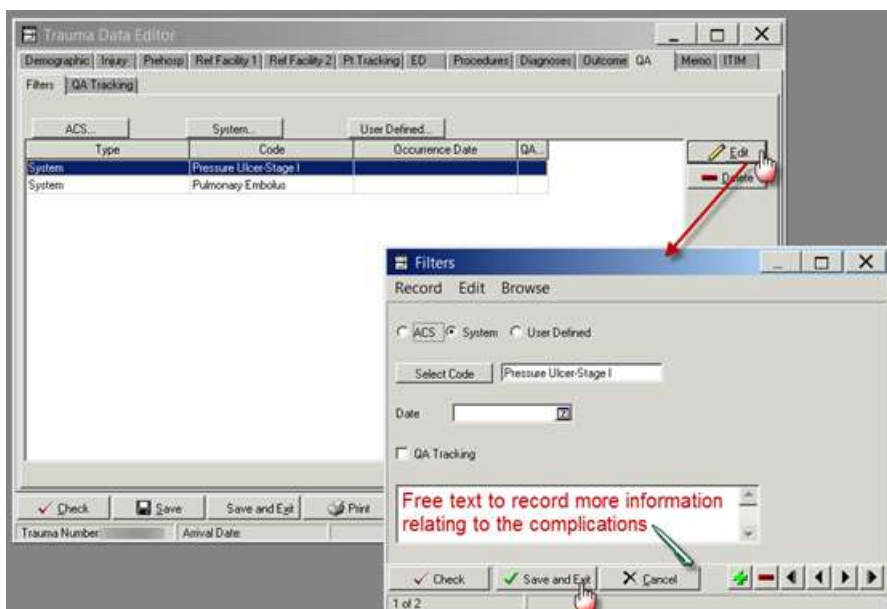 Trauma Data Editor
Demographic Injury Prehosp Ref Facility 1 Ref Facility 2 Pt Tracking ED Procedures Diagnoses Outcome QA Memo ITIM
Filters QA Tracking
ACS... System... User Defined...
Type Code Occurrence Date QA...
System Pressure Ulcer-Stage I
System Pulmonary Embolus
Edit
Delete
Filters
Record Edit Browse
ACS System User Defined
Select Code Pressure Ulcer-Stage I
Date
QA Tracking
Free text to record more information
relating to the complications
Check Save Save and Exit Print
Trauma Number: Arrival Date:
Check Save and Exit Cancel
1 of 2